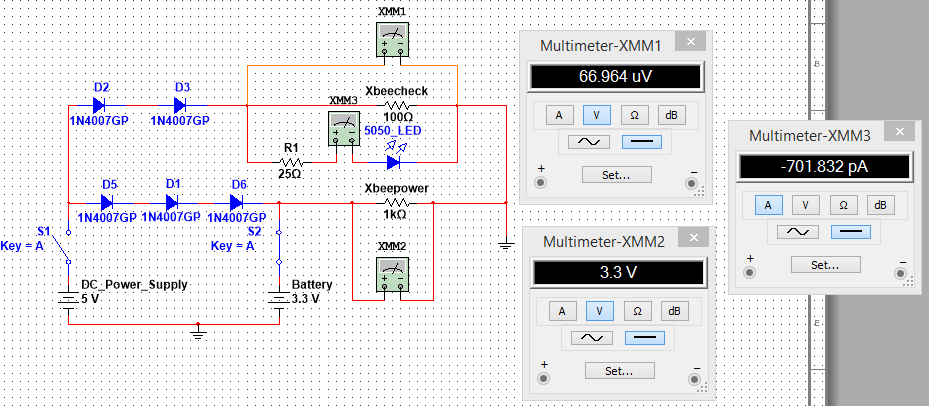 XMM1
D2
D3
1N4007GP
1N4007GP
Xbeecheck
100Ω
XMM3
5050_LED
R1
25Ω
D5
D1
D6
1N4007GP
1N4007GP
1N4007GP
Xbeepower
1kΩ
S1
Key = A
S2
Key = A
XMM2
DC_Power_Supply
5 V
Battery
3.3 V
B
E
Multimeter-XMM1
66.964 uV
A V Ω dB
Set...
Multimeter-XMM3
-701.832 pA
A V Ω dB
Set...
Multimeter-XMM2
3.3 V
A V Ω dB
Set...